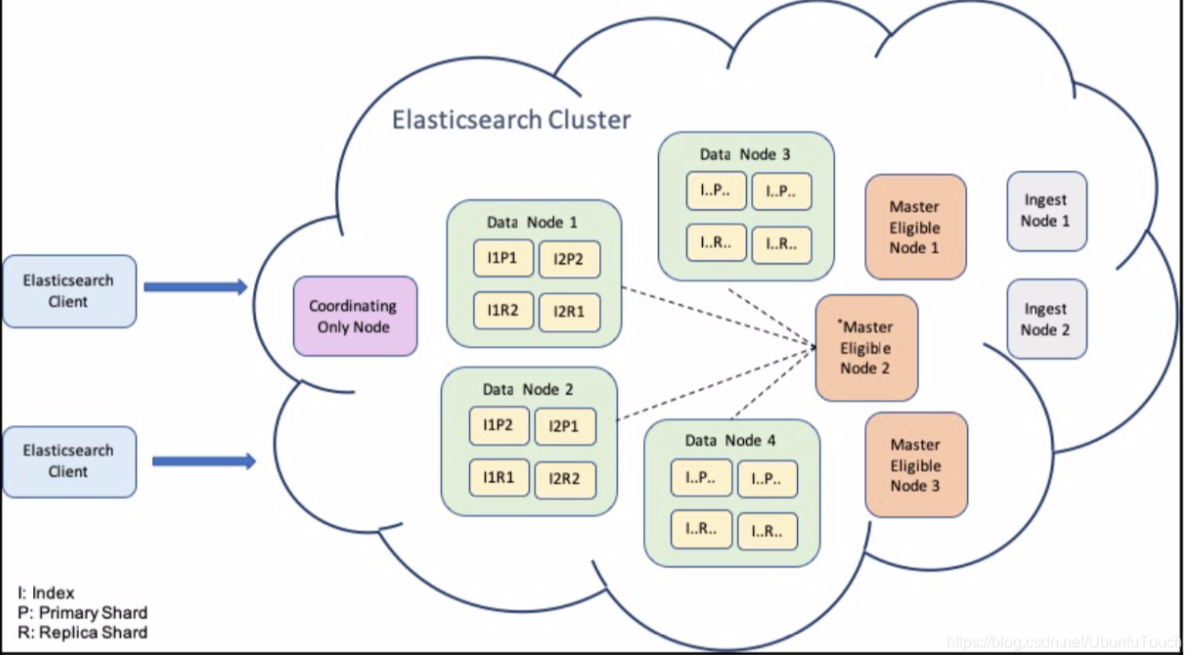 Elasticsearch Cluster
Elasticsearch
Client
Elasticsearch
Client
Coordinating
Only Node
Data Node 1
I1P1 I2P2
I1R2 I2R1
Data Node 2
I1P2 I2P1
I1R1 I2R2
Data Node 3
I..P.. I..P..
I..R.. I..R..
Data Node 4
I..P.. I..P..
I..R.. I..R..
Master
Eligible
Node 1
*Master
Eligible
Node 2
Master
Eligible
Node 3
Ingest
Node 1
Ingest
Node 2
I: Index
P: Primary Shard
R: Replica Shard
https://blog.csdn.net/UbuntuTouch